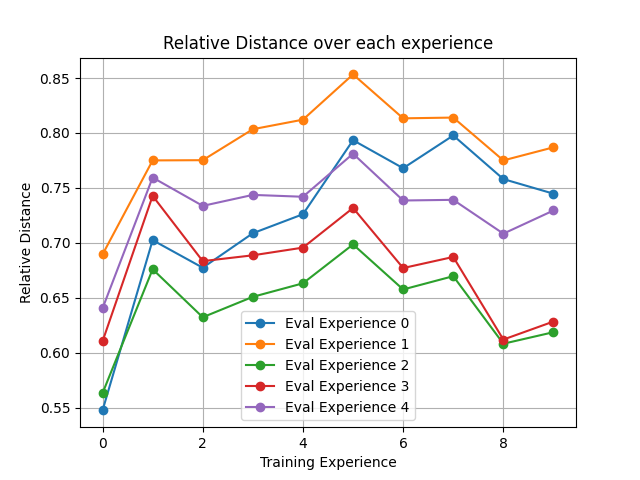 Relative Distance over each experience
Relative Distance
0.85
0.80
0.75
0.70
0.65
0.60
0.55
Eval Experience 0
Eval Experience 1
Eval Experience 2
Eval Experience 3
Eval Experience 4
0 2 4 6 8
Training Experience